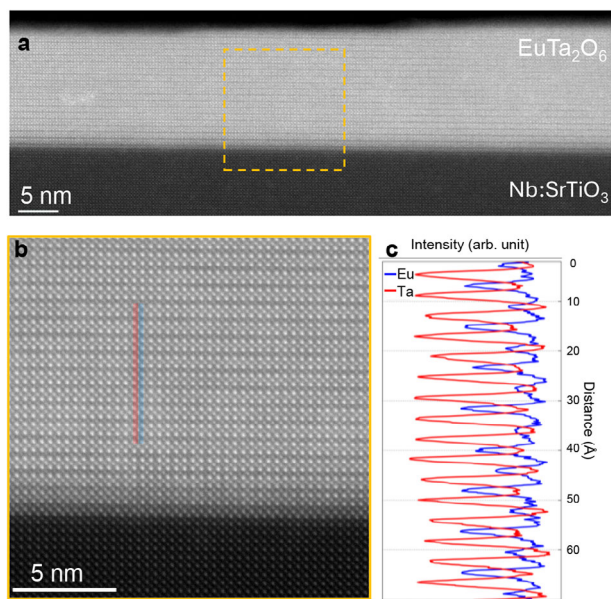 a
EuTa₂O₆
5 nm
Nb:SrTiO₃
b
5 nm
c
Intensity (arb. unit)
Eu
Ta
0
10
20
30
40
50
60
Distance (Å)